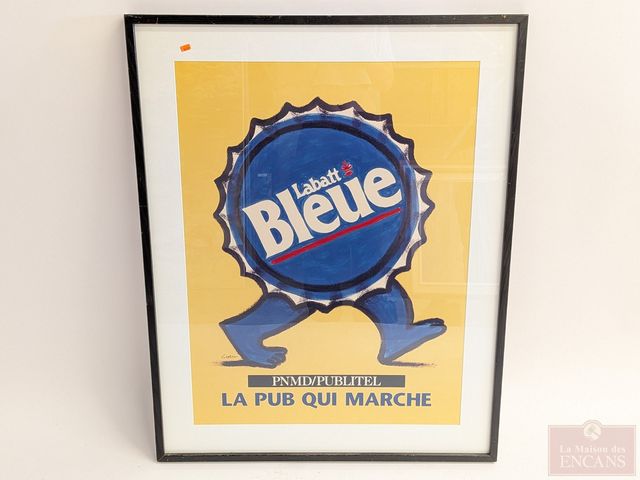 Labatt
Bleue
PNMD/PUBLITEL
LA PUB QUI MARCHE
La Maison des
ENCANS